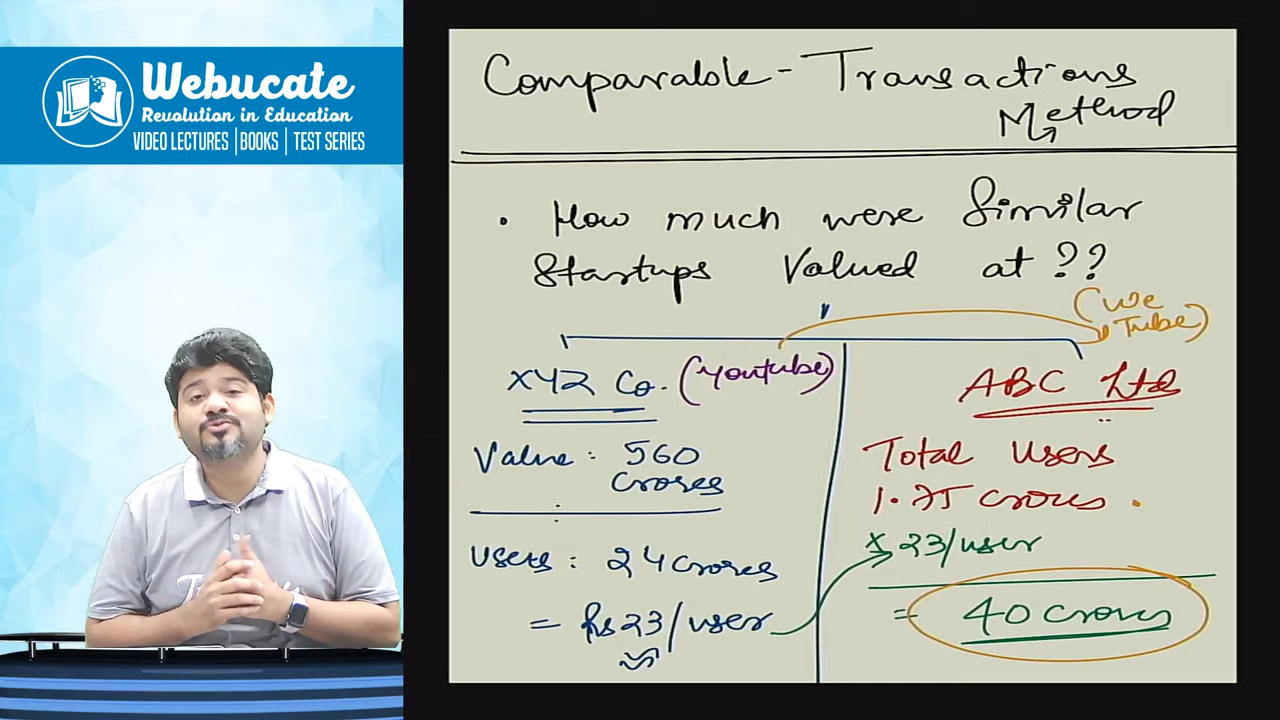 Webucate
Revolution in Education
VIDEO LECTURES | BOOKS | TEST SERIES
Comparable-Transactions
Method
• How much were Similar
Startups Valued at ??
(We
Tube)
XYZ Co. (Youtube)
Value : 560
Crores
Users : 24 crores
= Rs 23/user
ABC Ltd
Total Users
1.75 crores.
x 23/user
= 40 crores